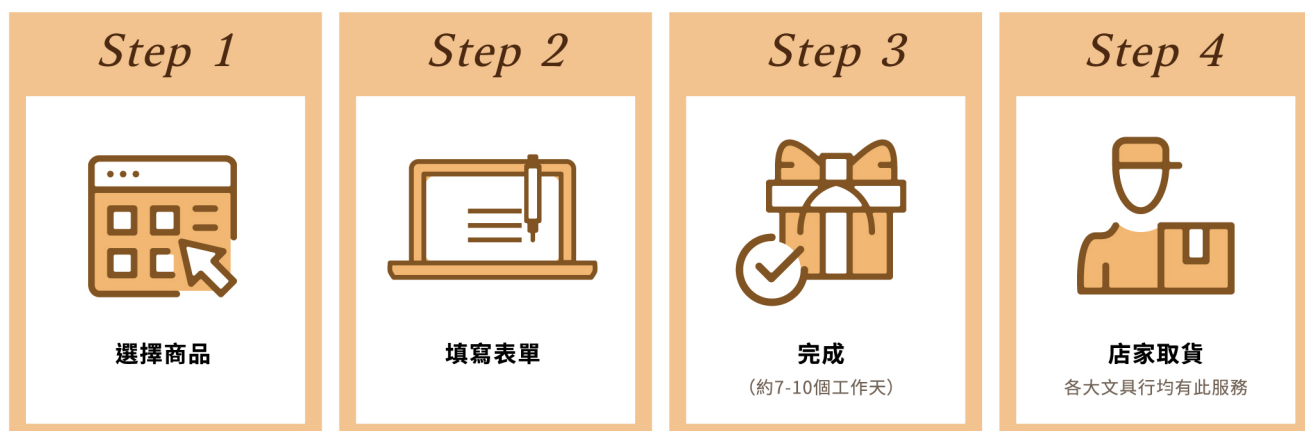 Step 1
選擇商品
Step 2
填寫表單
Step 3
完成
（約7-10個工作天）
Step 4
店家取貨
各大文具行均有此服務